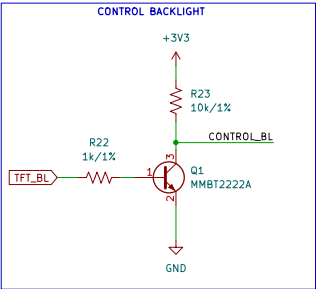 CONTROL BACKLIGHT
+3V3
R23
10k/1%
CONTROL_BL
R22
1k/1%
3
1
Q1
MMBT2222A
TFT_BL
2
GND